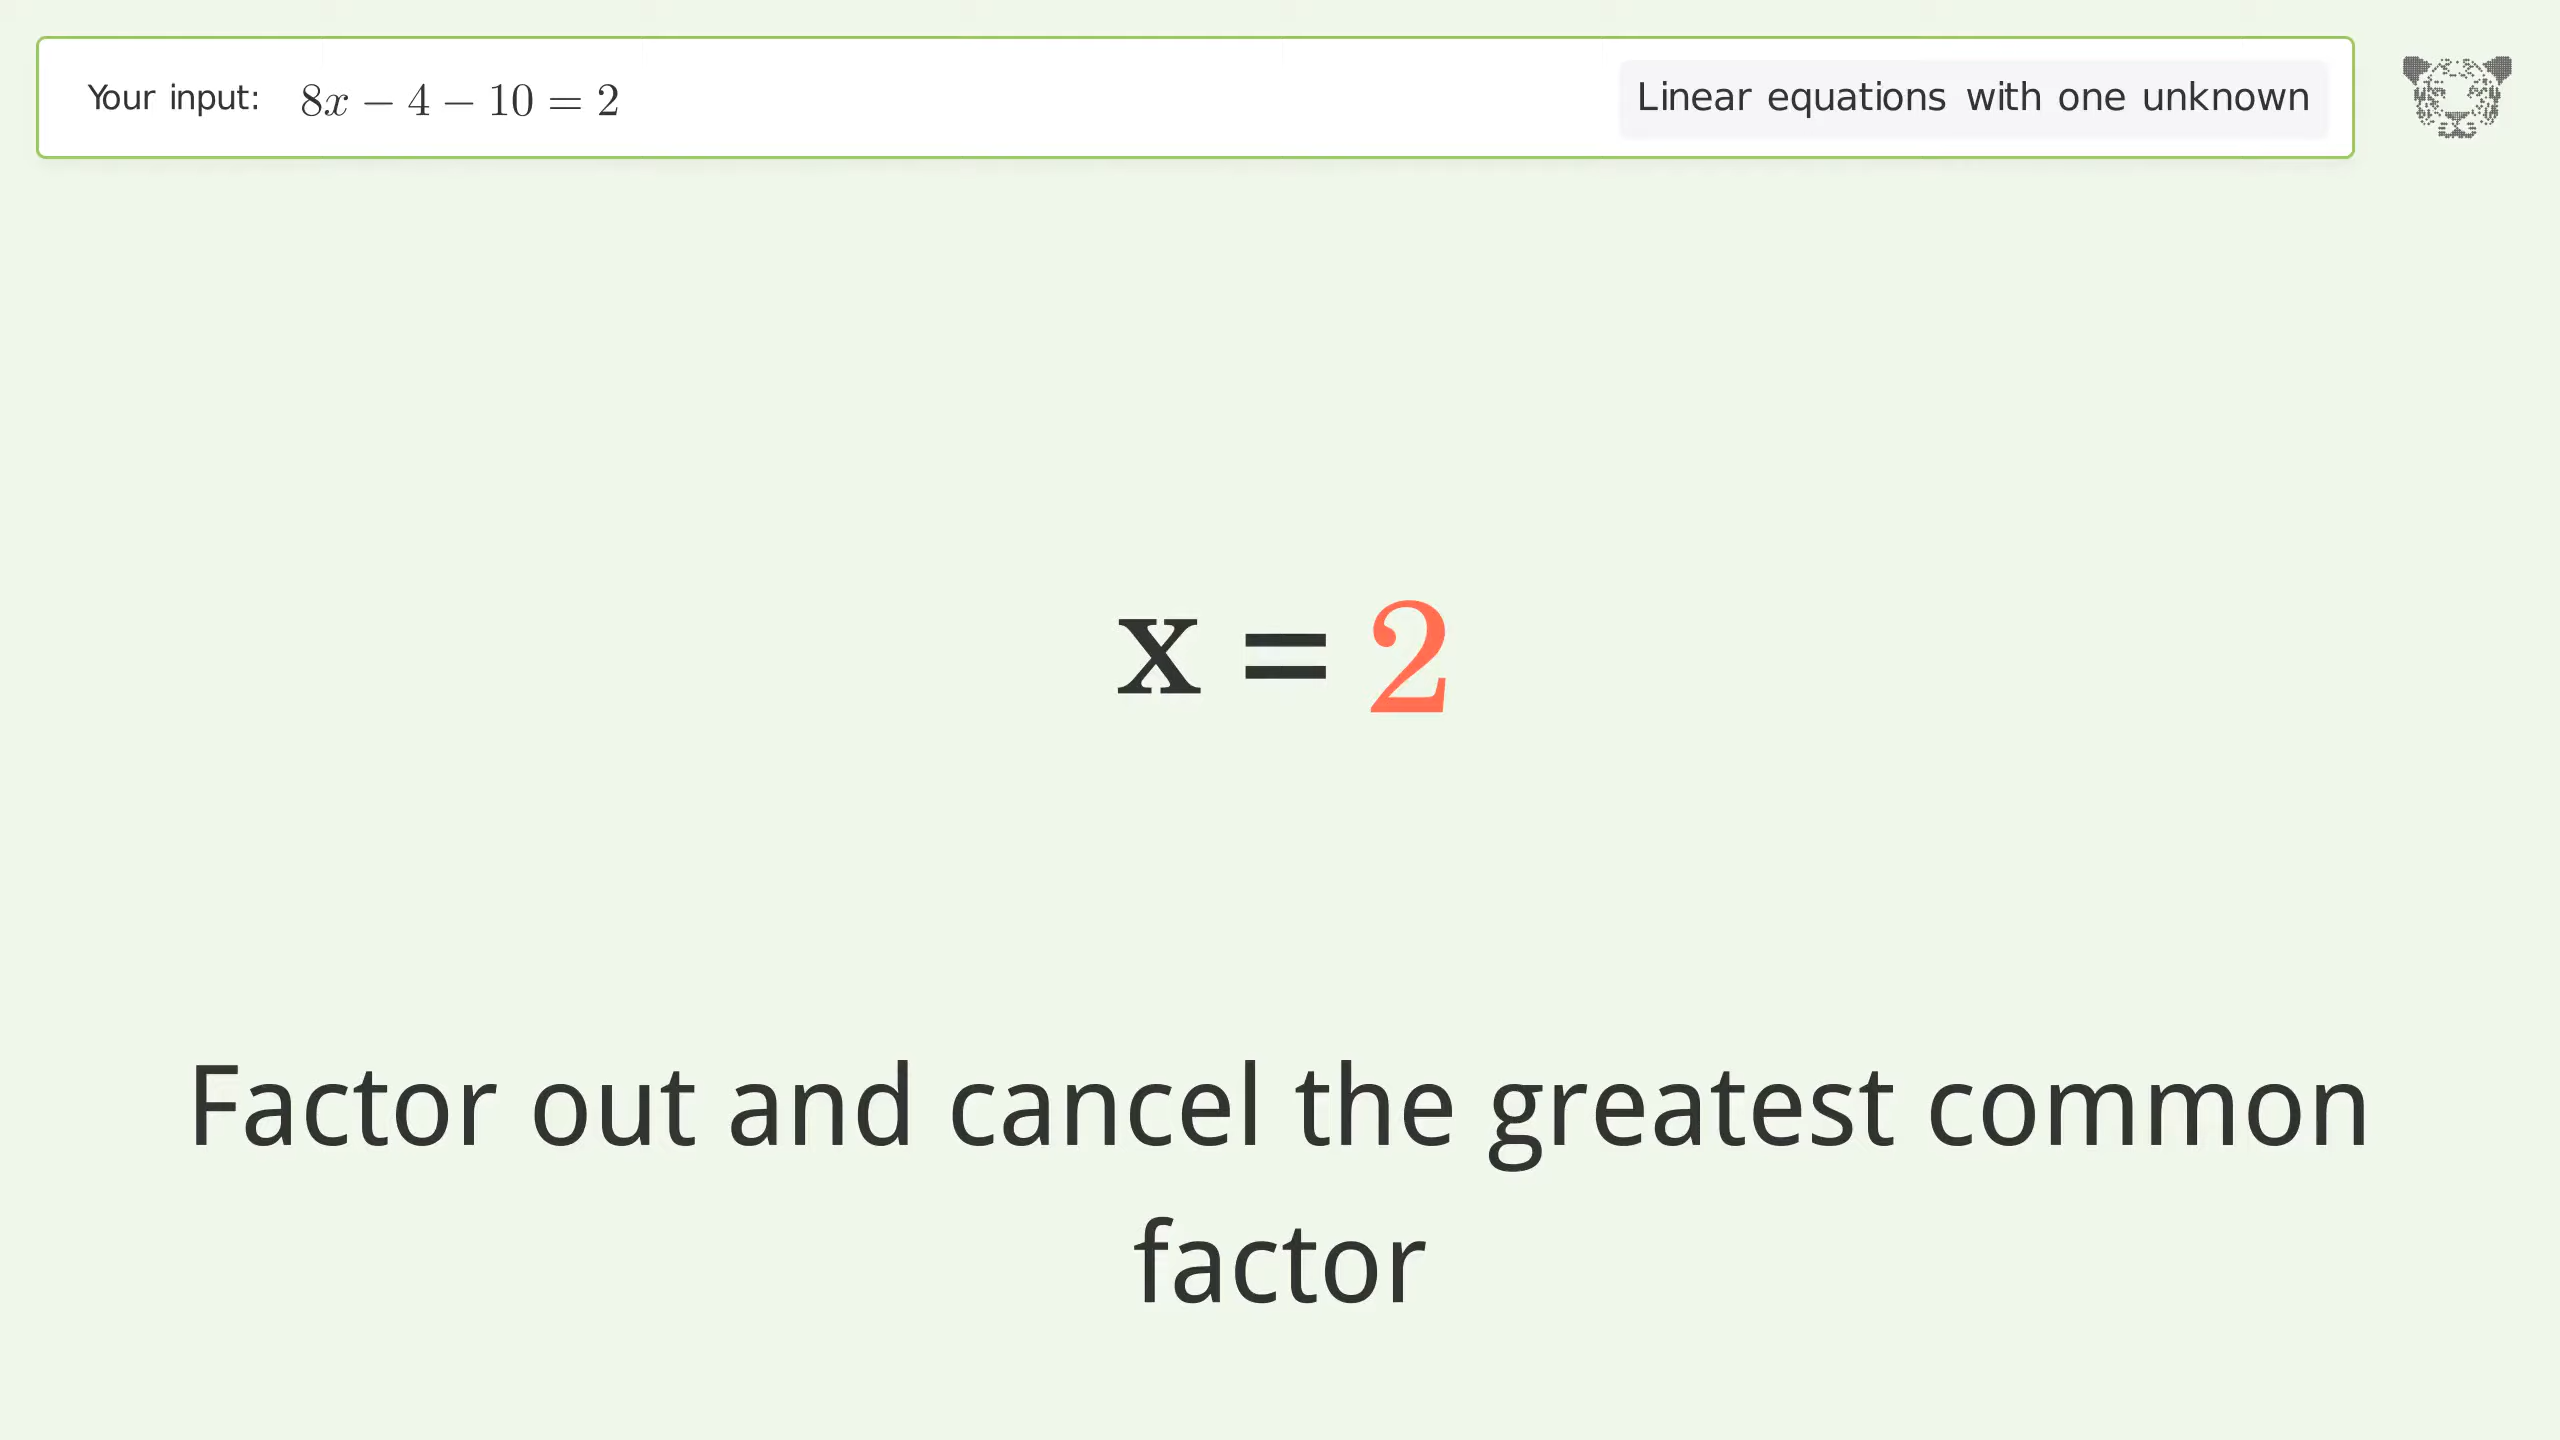 Your input: 8x − 4 − 10 = 2
Linear equations with one unknown
x = 2
Factor out and cancel the greatest common
factor